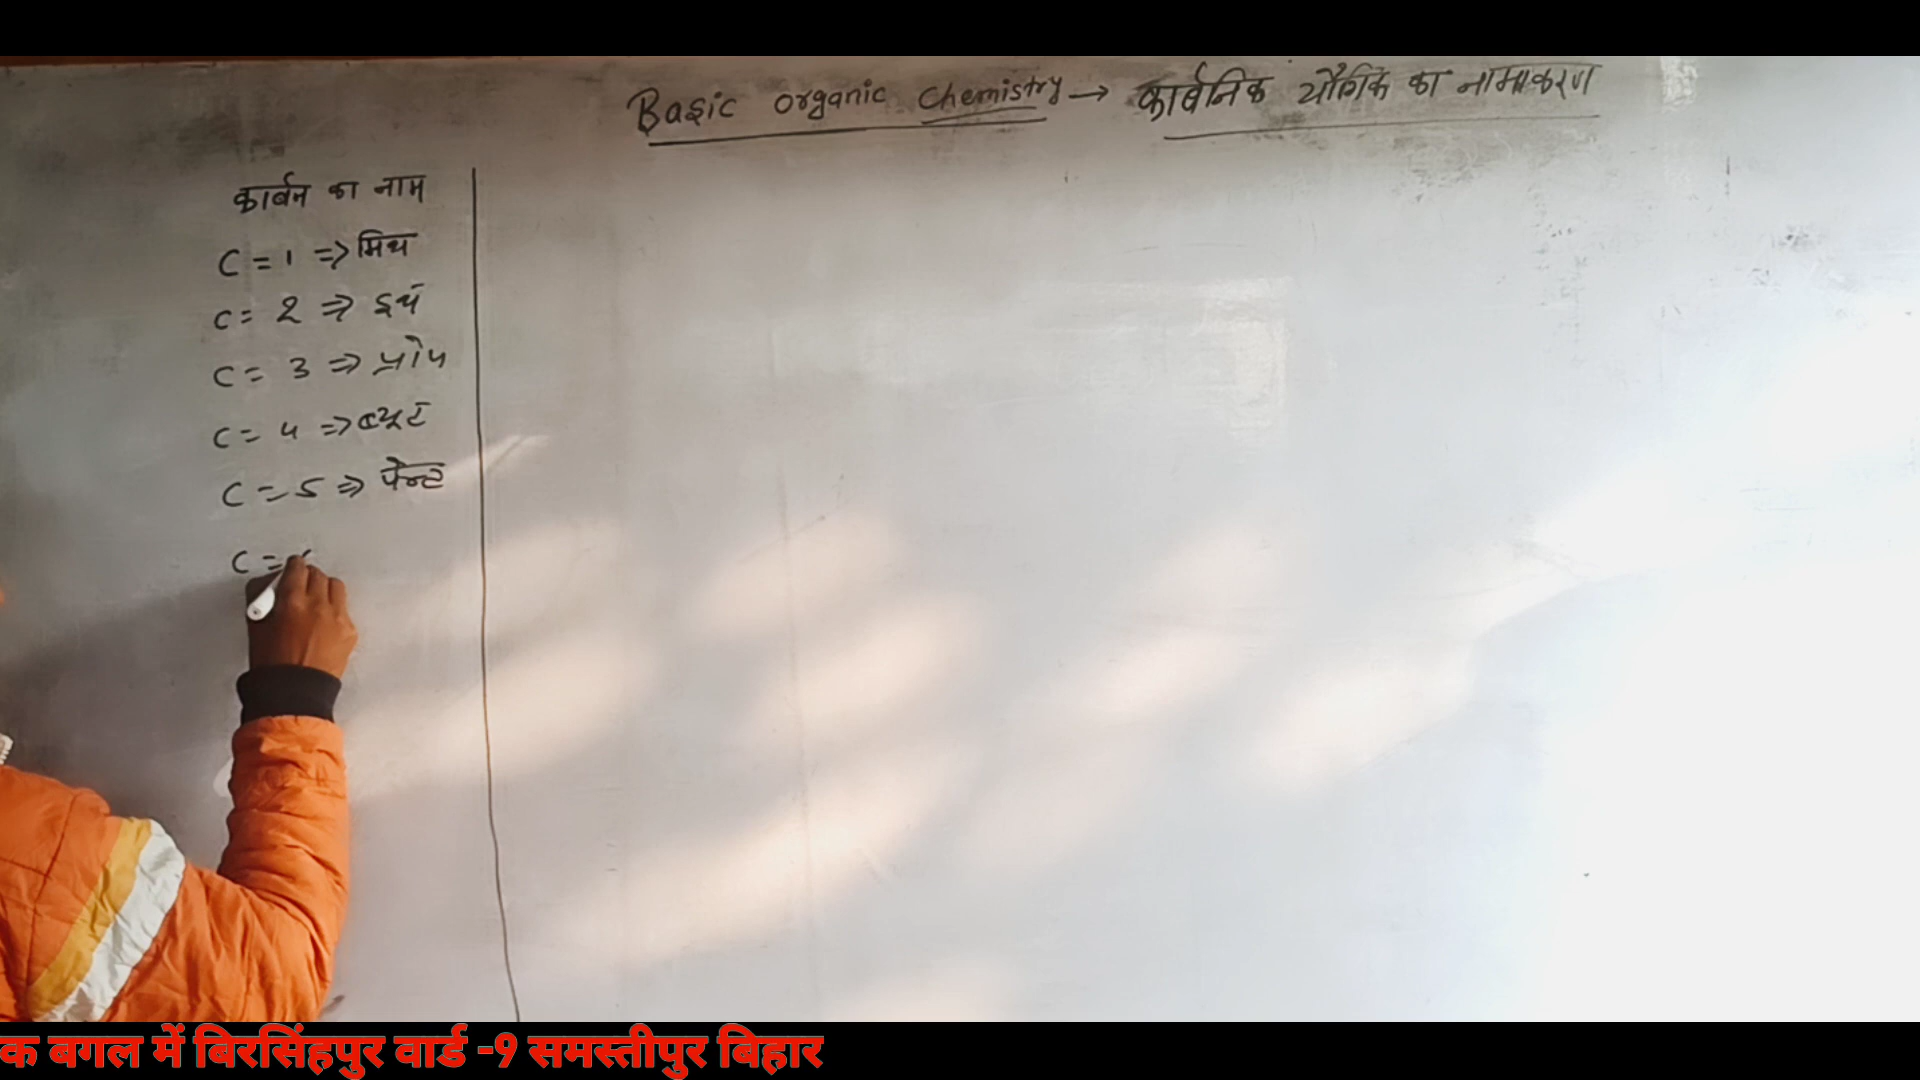 Basic organic chemistry → कार्बनिक यौगिक का नामाकरण
कार्बन का नाम
C = 1 ⇒ मिथ
C = 2 ⇒ इथ
C = 3 ⇒ प्रोप
C = 4 ⇒ ब्यूट
C = 5 ⇒ पेन्ट
C =
क बगल में बिरसिंहपुर वार्ड -9 समस्तीपुर बिहार